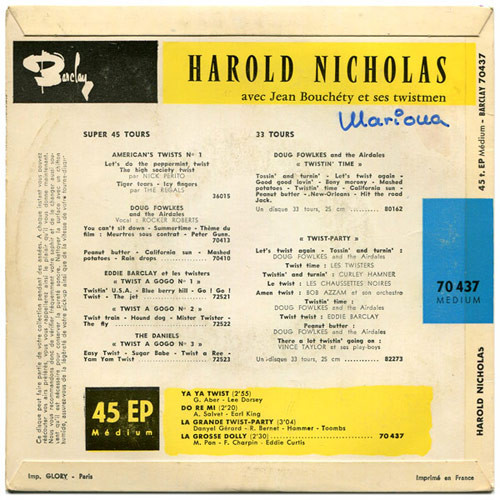 Barclay
HAROLD NICHOLAS
avec Jean Bouchéty et ses twistmen
Marioua
SUPER 45 TOURS
AMERICAN'S TWISTS Nº 1
Let's do the peppermint twist
The high society twist
par NICK PERITO
Tiger tears - Icy fingers
par THE REGALS
36015
DOUG FOWLKES
and the Airdales
Vocal : ROCKER ROBERTS
You can't sit down - Summertime - Thème du
film : Meurtres sous contrat - Peter Gunn.
70413
Peanut butter - California sun - Mashed
potatoes - Rain drops 70410
EDDIE BARCLAY et les twisters
« TWIST A GOGO Nº 1 »
Twistin' U.S.A. - Blue berry hill - Go ! Go !
Twist - The jet 72521
« TWIST A GOGO Nº 2 »
Twist train - Hound dog - Mister Twister -
The fly 72522
THE DANIELS
« TWIST A GOGO Nº 3 »
Easy Twist - Sugar Babe - Twist a Ree -
Yam Yam Twist 72523
33 TOURS
DOUG FOWLKES and the Airdales
« TWISTIN' TIME »
Tossin' and turnin' - Let's twist again -
Good good lovin' - Bony morony - Mashed
potatoes - Twistin' time - California sun -
Peanut butter - New-Orleans - Hit the road
Jack.
Un disque 33 tours, 25 cm 80162
« TWIST-PARTY »
Let's twist again - Tossin' and turnin' :
DOUG FOWLKES and the Airdales
Twist time : LES TWISTERS
Twistin' and turnin' : CURLEY HAMNER
Le twist : LES CHAUSSETTES NOIRES
Amen twist : BOB AZZAM et son orchestre
Twistin' time :
DOUG FOWLKES and the Airdales
Twist twist : EDDIE BARCLAY
Peanut butter :
DOUG FOWLKES and the Airdales
There a lot twistin' going on :
VINCE TAYLOR et ses play-boys
Un disque 33 tours, 25 cm 82273
45 EP
Médium
YA YA TWIST (2'55)
G. Aber - Lee Dorsey
DO RE MI (2'20)
A. Salvet - Earl King
LA GRANDE TWIST-PARTY (3'04)
Danyel Gérard - R. Bernet - Hammer - Toombs
LA GROSSE DOLLY (2'30) 70437
M. Pon - F. Charpin - Eddie Curtis
45 t. EP Médium - BARCLAY 70437
70 437
MEDIUM
HAROLD NICHOLAS
Imp. GLORY - Paris
Imprimé en France